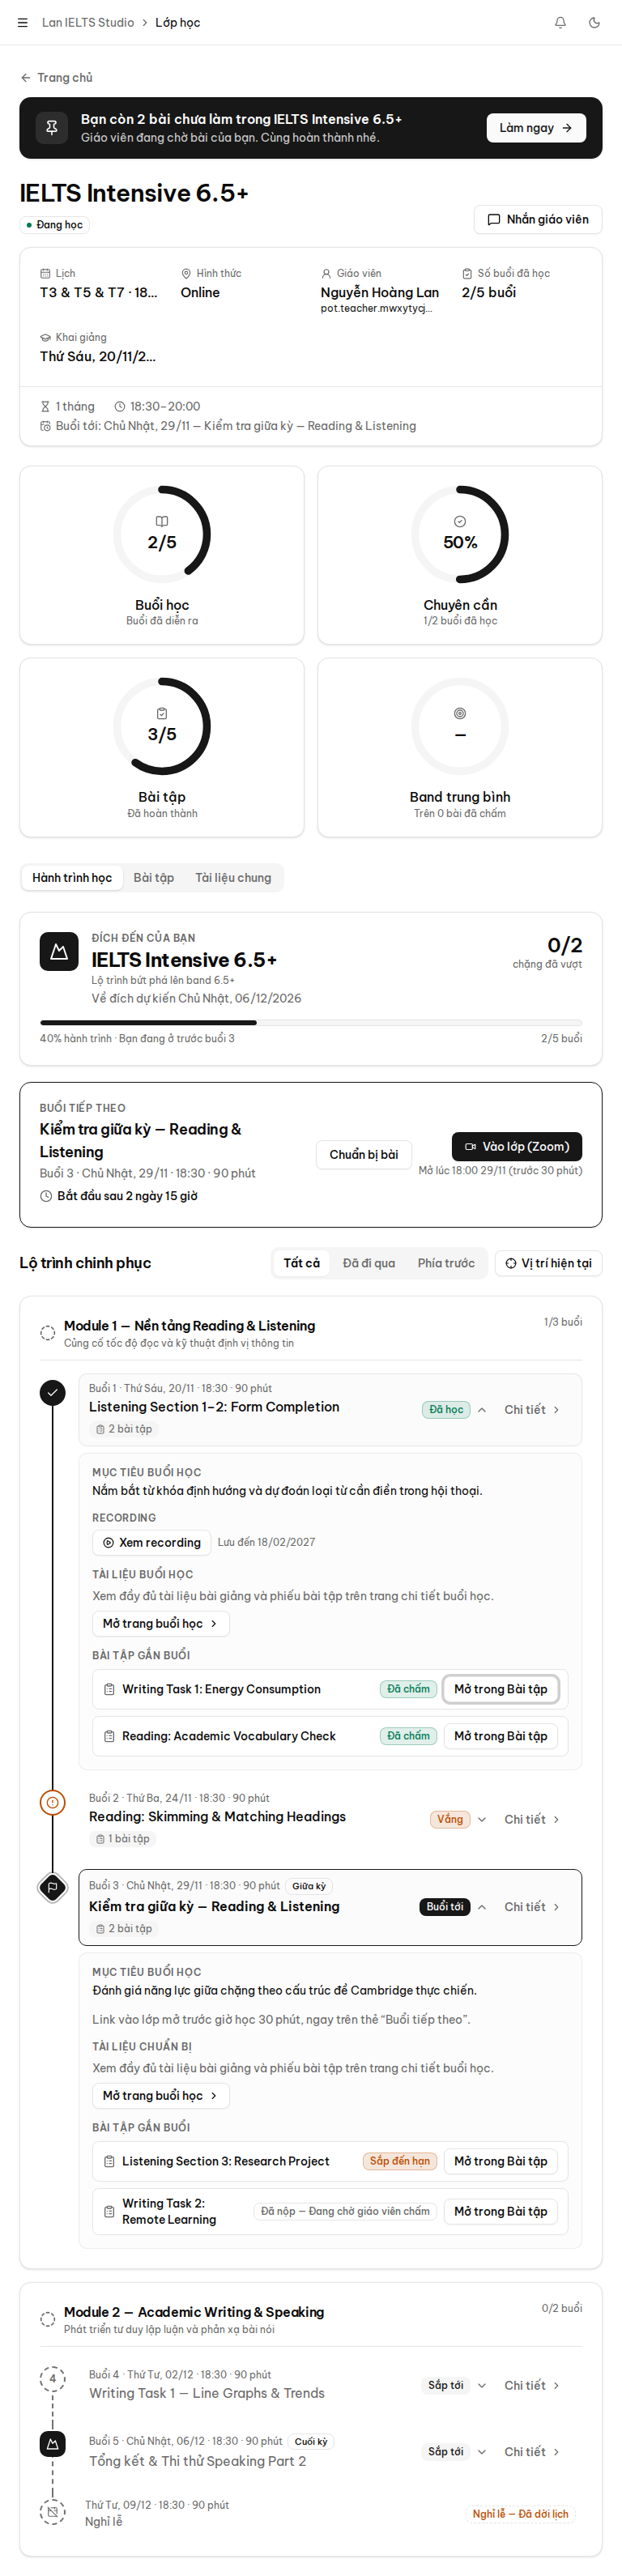 Lan IELTS Studio > Lớp học
Trang chủ
Bạn còn 2 bài chưa làm trong IELTS Intensive 6.5+
Giáo viên đang chờ bài của bạn. Cùng hoàn thành nhé.
Làm ngay
IELTS Intensive 6.5+
Đang học
Nhắn giáo viên
Lịch
T3 & T5 & T7 · 18...
Hình thức
Online
Giáo viên
Nguyễn Hoàng Lan
pot.teacher.mwxytycj...
Số buổi đã học
2/5 buổi
Khai giảng
Thứ Sáu, 20/11/2...
1 tháng
18:30–20:00
Buổi tới: Chủ Nhật, 29/11 — Kiểm tra giữa kỳ — Reading & Listening
2/5
Buổi học
Buổi đã diễn ra
50%
Chuyên cần
1/2 buổi đã học
3/5
Bài tập
Đã hoàn thành
—
Band trung bình
Trên 0 bài đã chấm
Hành trình học
Bài tập
Tài liệu chung
ĐÍCH ĐẾN CỦA BẠN
IELTS Intensive 6.5+
Lộ trình bứt phá lên band 6.5+
Về đích dự kiến Chủ Nhật, 06/12/2026
0/2
chặng đã vượt
40% hành trình · Bạn đang ở trước buổi 3
2/5 buổi
BUỔI TIẾP THEO
Kiểm tra giữa kỳ — Reading &
Listening
Buổi 3 · Chủ Nhật, 29/11 · 18:30 · 90 phút
Bắt đầu sau 2 ngày 15 giờ
Chuẩn bị bài
Vào lớp (Zoom)
Mở lúc 18:00 29/11 (trước 30 phút)
Lộ trình chinh phục
Tất cả
Đã đi qua
Phía trước
Vị trí hiện tại
Module 1 — Nền tảng Reading & Listening
Củng cố tốc độ đọc và kỹ thuật định vị thông tin
1/3 buổi
Buổi 1 · Thứ Sáu, 20/11 · 18:30 · 90 phút
Listening Section 1–2: Form Completion
2 bài tập
Đã học
Chi tiết
MỤC TIÊU BUỔI HỌC
Nắm bắt từ khóa định hướng và dự đoán loại từ cần điền trong hội thoại.
RECORDING
Xem recording
Lưu đến 18/02/2027
TÀI LIỆU BUỔI HỌC
Xem đầy đủ tài liệu bài giảng và phiếu bài tập trên trang chi tiết buổi học.
Mở trang buổi học
BÀI TẬP GẮN BUỔI
Writing Task 1: Energy Consumption
Đã chấm
Mở trong Bài tập
Reading: Academic Vocabulary Check
Đã chấm
Mở trong Bài tập
Buổi 2 · Thứ Ba, 24/11 · 18:30 · 90 phút
Reading: Skimming & Matching Headings
1 bài tập
Vắng
Chi tiết
Buổi 3 · Chủ Nhật, 29/11 · 18:30 · 90 phút
Giữa kỳ
Kiểm tra giữa kỳ — Reading & Listening
2 bài tập
Buổi tới
Chi tiết
MỤC TIÊU BUỔI HỌC
Đánh giá năng lực giữa chặng theo cấu trúc đề Cambridge thực chiến.
Link vào lớp mở trước giờ học 30 phút, ngay trên thẻ “Buổi tiếp theo”.
TÀI LIỆU CHUẨN BỊ
Xem đầy đủ tài liệu bài giảng và phiếu bài tập trên trang chi tiết buổi học.
Mở trang buổi học
BÀI TẬP GẮN BUỔI
Listening Section 3: Research Project
Sắp đến hạn
Mở trong Bài tập
Writing Task 2:
Remote Learning
Đã nộp — Đang chờ giáo viên chấm
Mở trong Bài tập
Module 2 — Academic Writing & Speaking
Phát triển tư duy lập luận và phản xạ bài nói
0/2 buổi
4
Buổi 4 · Thứ Tư, 02/12 · 18:30 · 90 phút
Writing Task 1 — Line Graphs & Trends
Sắp tới
Chi tiết
Buổi 5 · Chủ Nhật, 06/12 · 18:30 · 90 phút
Cuối kỳ
Tổng kết & Thi thử Speaking Part 2
Sắp tới
Chi tiết
Thứ Tư, 09/12 · 18:30 · 90 phút
Nghỉ lễ
Nghỉ lễ — Đã dời lịch